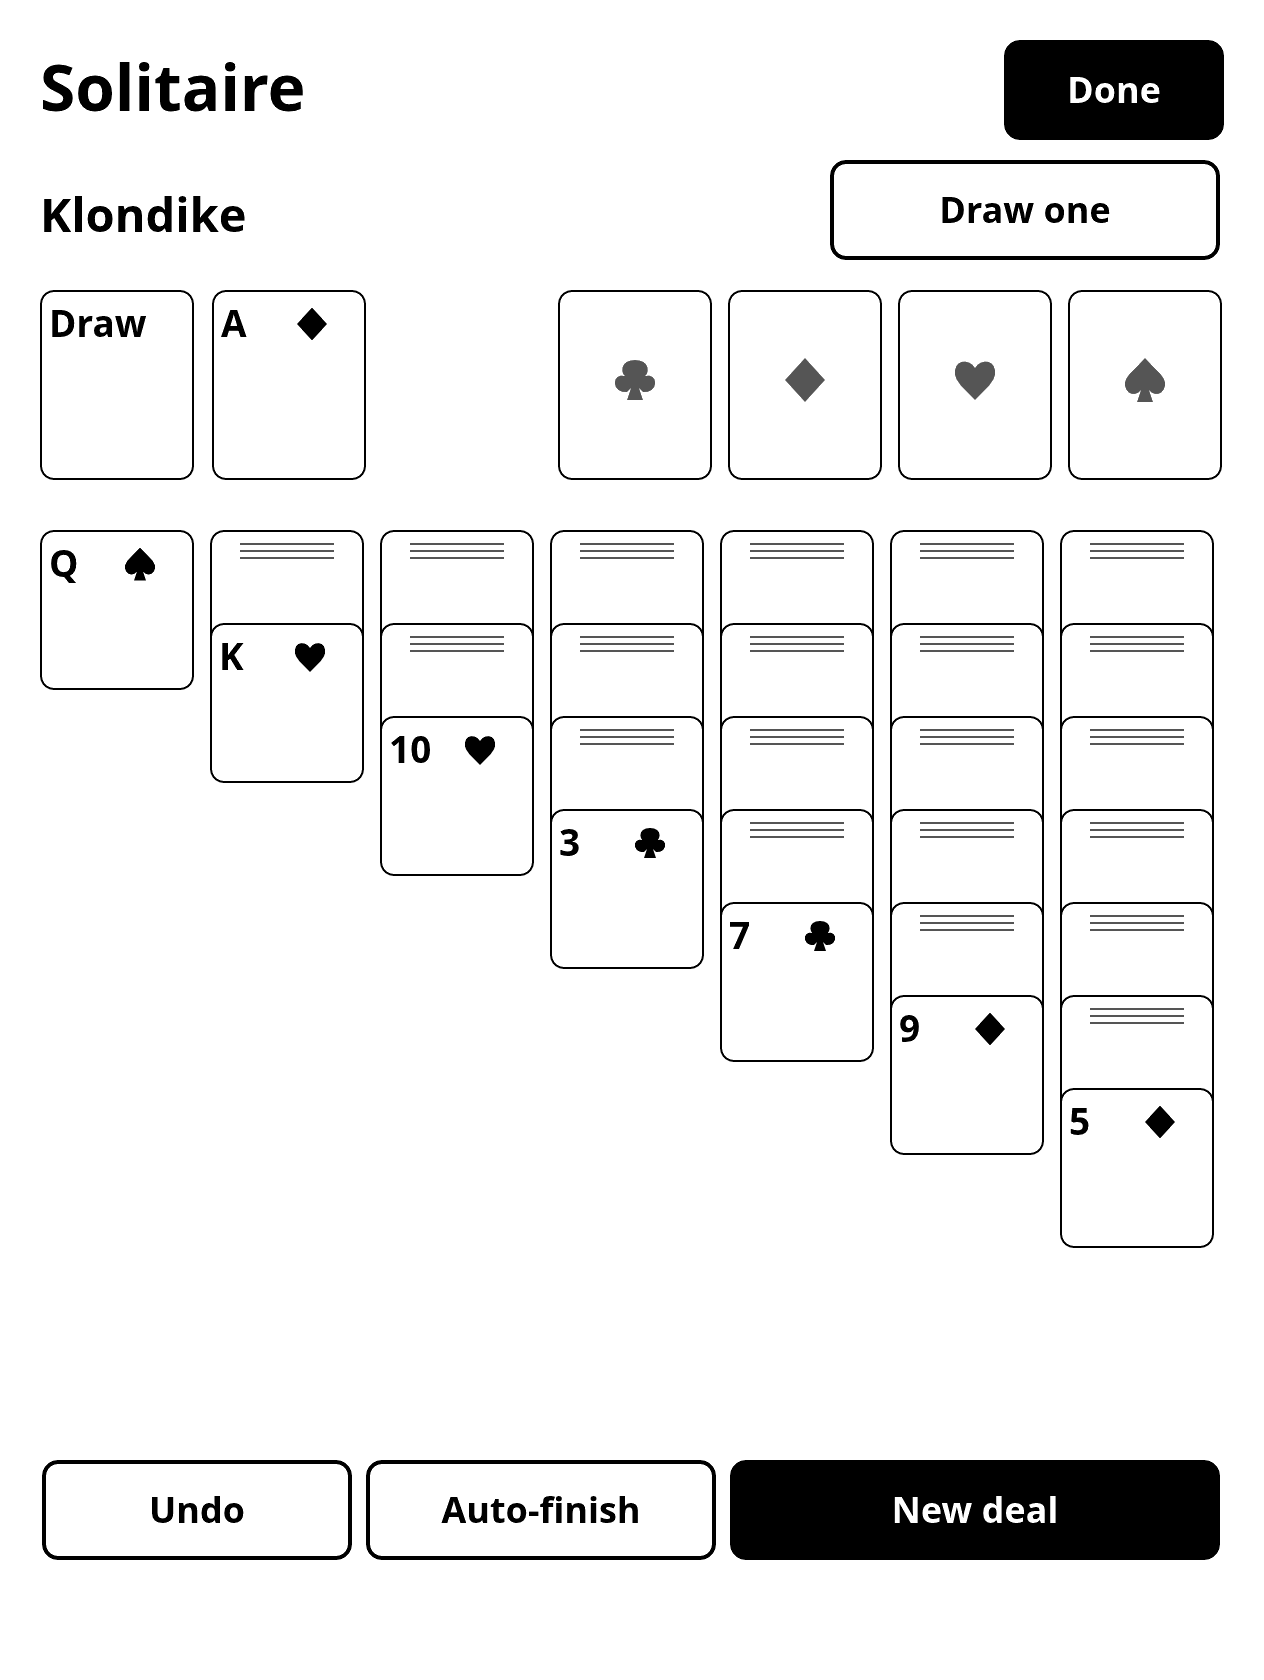 Solitaire
Done
Klondike
Draw one
Draw
A
Q
K
10
3
7
9
5
Undo
Auto-finish
New deal